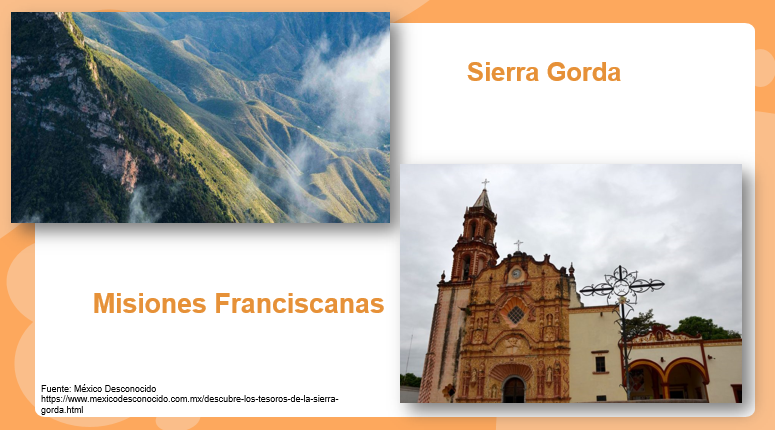 Sierra Gorda
Misiones Franciscanas
Fuente: México Desconocido
https://www.mexicodesconocido.com.mx/descubre-los-tesoros-de-la-sierra-
gorda.html